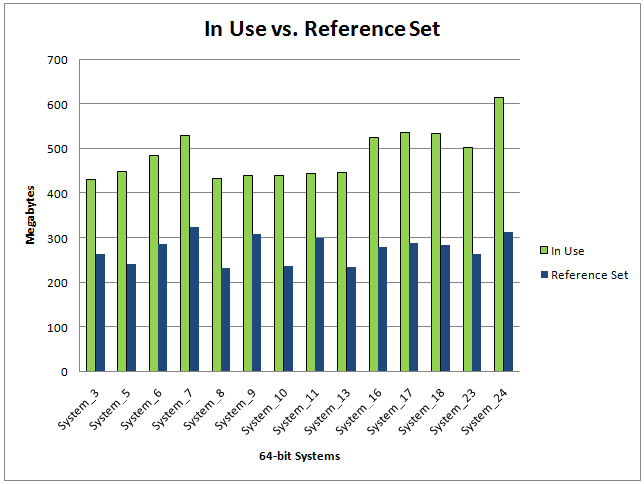 In Use vs. Reference Set
700
600
500
400
300
200
100
0
Megabytes
System_3
System_5
System_6
System_7
System_8
System_9
System_10
System_11
System_13
System_16
System_17
System_18
System_23
System_24
64-bit Systems
In Use
Reference Set